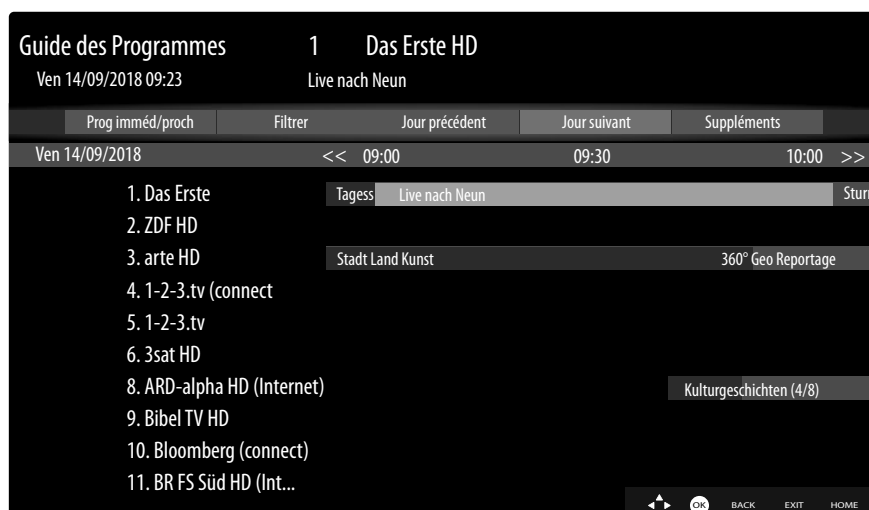 Guide des Programmes 1 Das Erste HD
Ven 14/09/2018 09:23 Live nach Neun
Prog imméd/proch Filtrer Jour précédent Jour suivant Suppléments
Ven 14/09/2018 << 09:00 09:30 10:00 >>
1. Das Erste Tagess Live nach Neun Stur
2. ZDF HD
3. arte HD Stadt Land Kunst 360° Geo Reportage
4. 1-2-3.tv (connect
5. 1-2-3.tv
6. 3sat HD
8. ARD-alpha HD (Internet) Kulturgeschichten (4/8)
9. Bibel TV HD
10. Bloomberg (connect)
11. BR FS Süd HD (Int...
OK BACK EXIT HOME